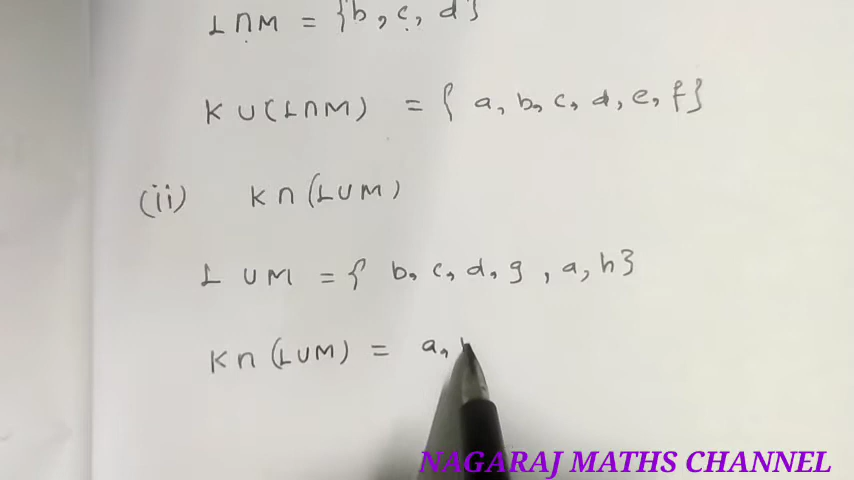 L∩M = {b, c, d}
K ∪ (L∩M) = { a, b, c, d, e, f}
(ii) K ∩ (L∪M)
L ∪ M = { b, c, d, g , a, h}
K ∩ (L∪M) = a,
NAGARAJ MATHS CHANNEL